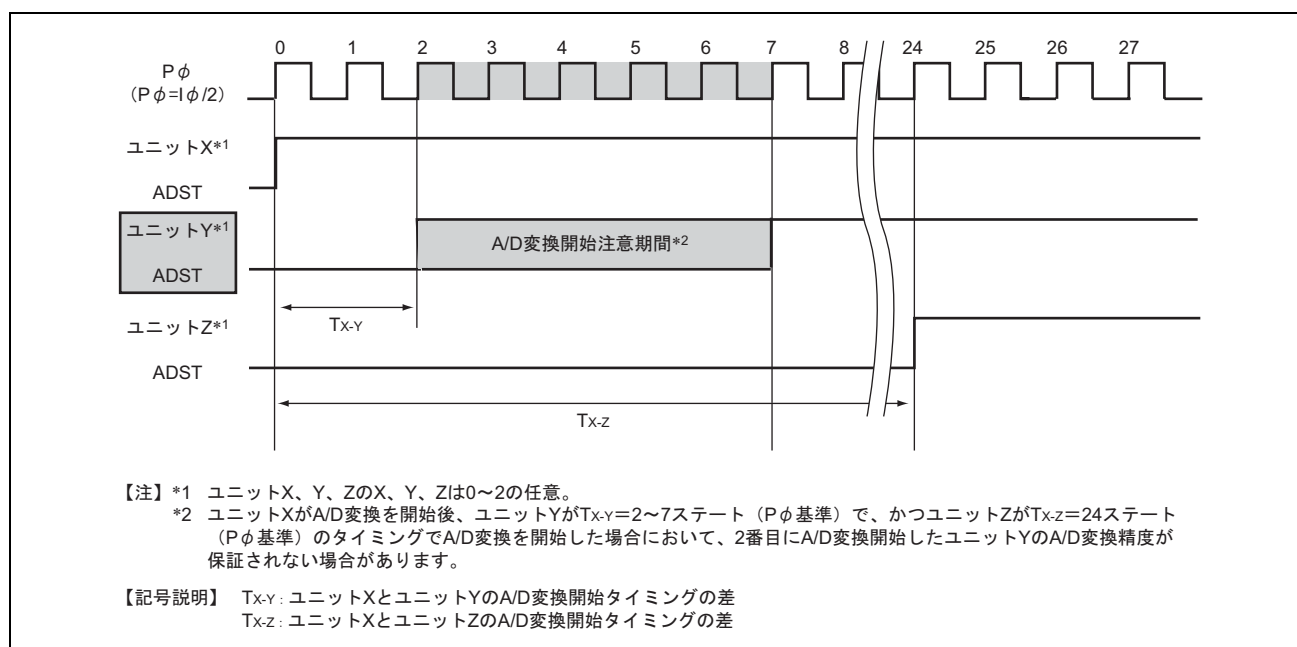 0 1 2 3 4 5 6 7 8 24 25 26 27
Pφ
（Pφ=Iφ/2）
ユニットX*1
ADST
ユニットY*1
A/D変換開始注意期間*2
ADST
TX-Y
ユニットZ*1
ADST
TX-Z
【注】*1 ユニットX、Y、ZのX、Y、Zは0～2の任意。
*2 ユニットXがA/D変換を開始後、ユニットYがTX-Y＝2～7ステート（Pφ基準）で、かつユニットZがTX-Z＝24ステート
（Pφ基準）のタイミングでA/D変換を開始した場合において、2番目にA/D変換開始したユニットYのA/D変換精度が
保証されない場合があります。
【記号説明】 TX-Y : ユニットXとユニットYのA/D変換開始タイミングの差
TX-Z : ユニットXとユニットZのA/D変換開始タイミングの差